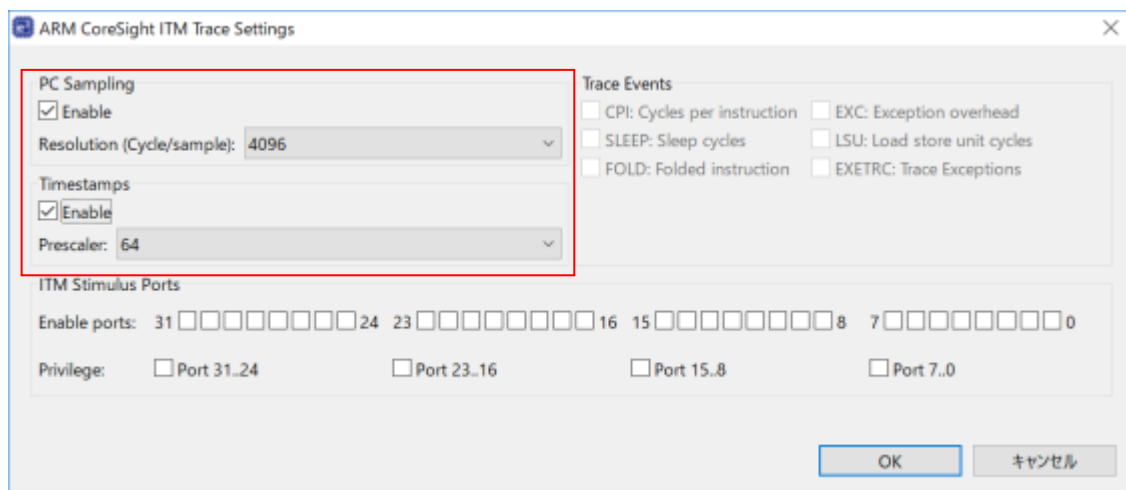 ARM CoreSight ITM Trace Settings
PC Sampling
Enable
Resolution (Cycle/sample): 4096
Timestamps
Enable
Prescaler: 64
Trace Events
CPI: Cycles per instruction EXC: Exception overhead
SLEEP: Sleep cycles LSU: Load store unit cycles
FOLD: Folded instruction EXETRC: Trace Exceptions
ITM Stimulus Ports
Enable ports: 31 24 23 16 15 8 7 0
Privilege: Port 31..24 Port 23..16 Port 15..8 Port 7..0
OK キャンセル